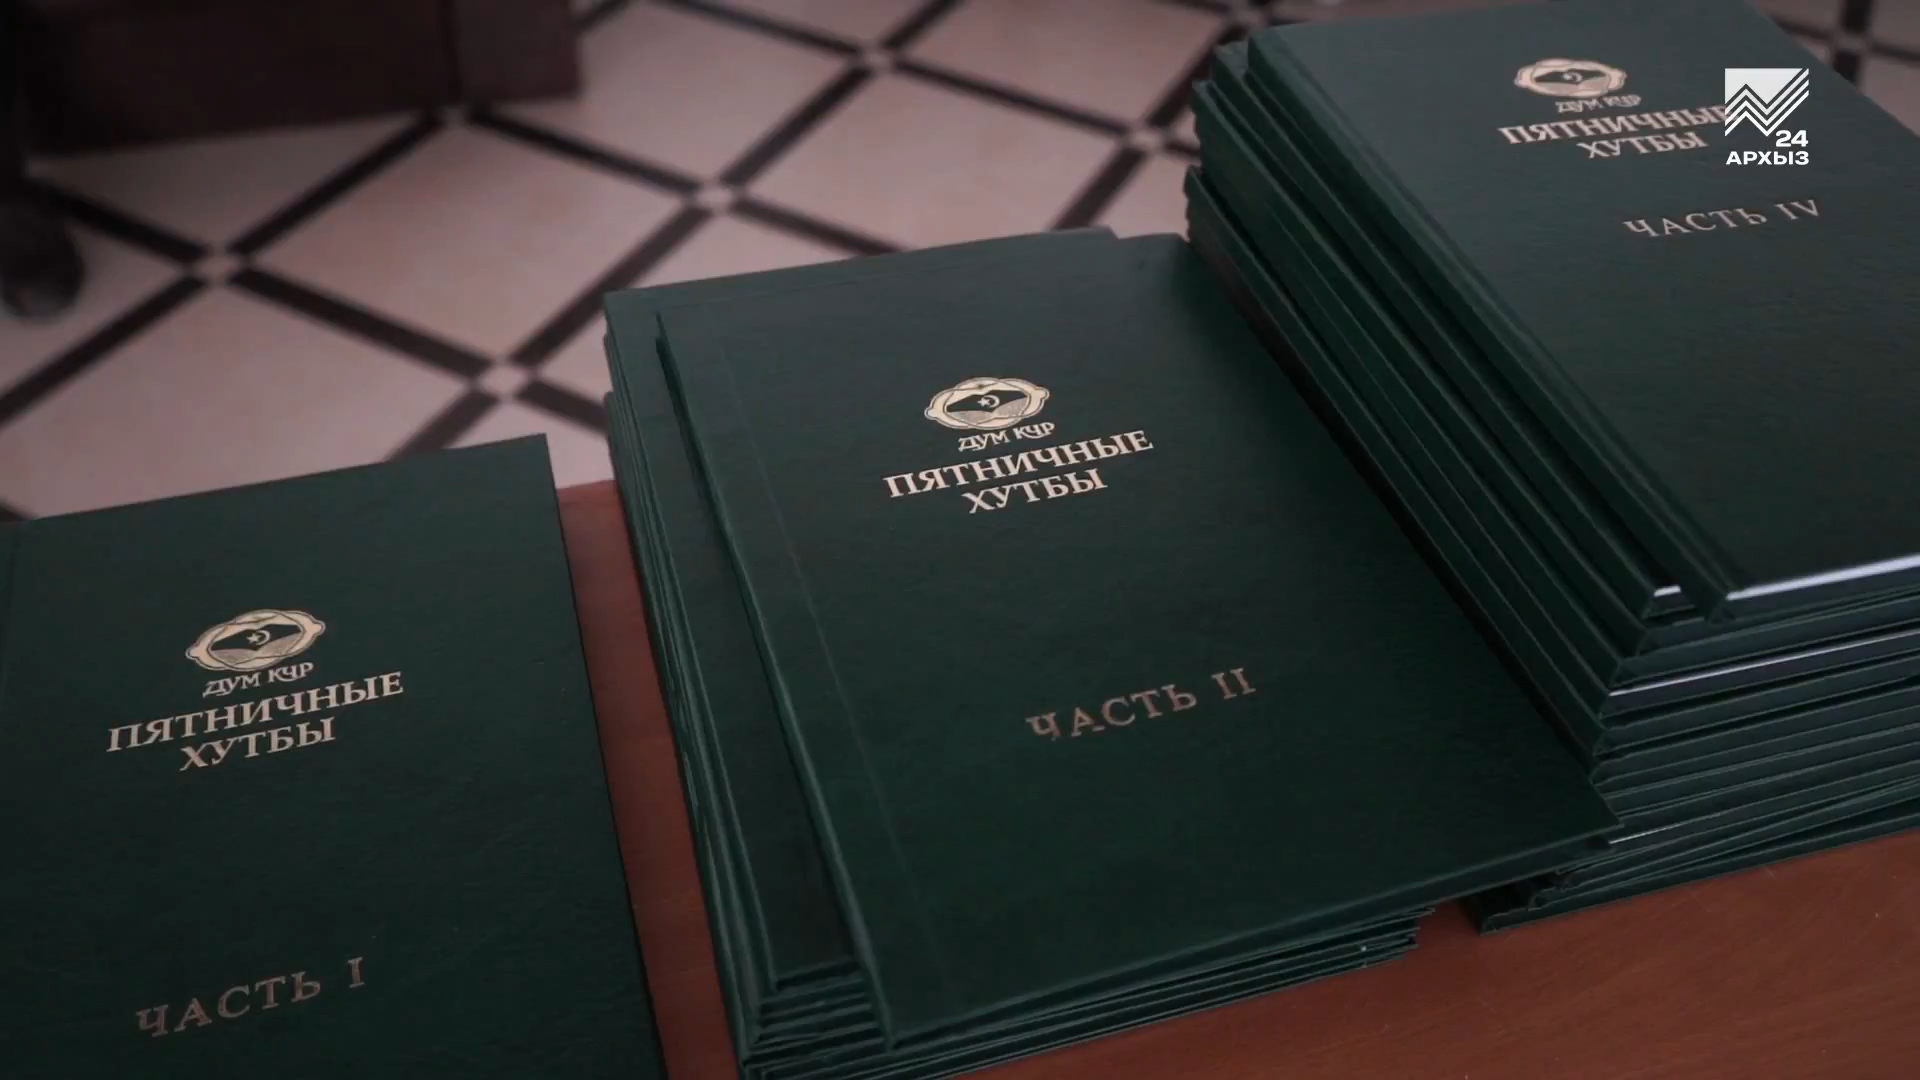 ДУМ КЧР
ПЯТНИЧНЫЕ
ХУТБЫ
ЧАСТЬ I
ДУМ КЧР
ПЯТНИЧНЫЕ
ХУТБЫ
ЧАСТЬ II
ДУМ КЧР
ПЯТНИЧНЫЕ
ХУТБЫ
ЧАСТЬ IV
24
АРХЫЗ